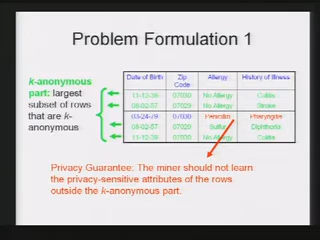 Problem Formulation 1
k-anonymous
part: largest
subset of rows
that are k-
anonymous
Date of Birth Zip Code Allergy History of Illness
11-12-39 07030 No Allergy Colitis
08-02-57 07029 No Allergy Stroke
03-24-79 07030 Penicillin Pharyngitis
08-02-57 07029 Sulfur Diphtheria
11-12-39 07030 No Allergy Colitis
Privacy Guarantee: The miner should not learn
the privacy-sensitive attributes of the rows
outside the k-anonymous part.